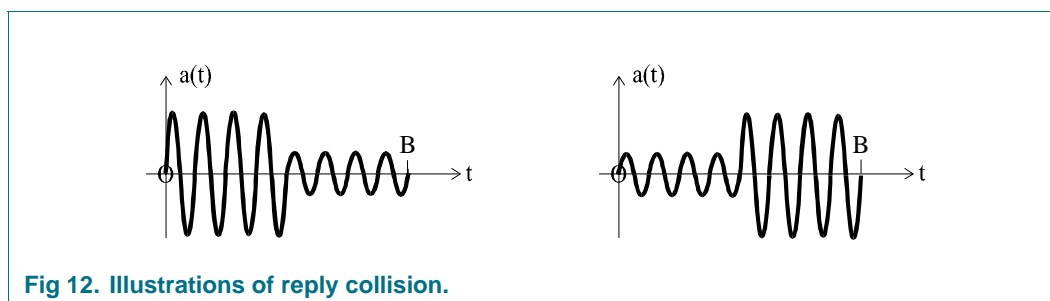 a(t)
O
B
t
a(t)
O
B
t
Fig 12. Illustrations of reply collision.